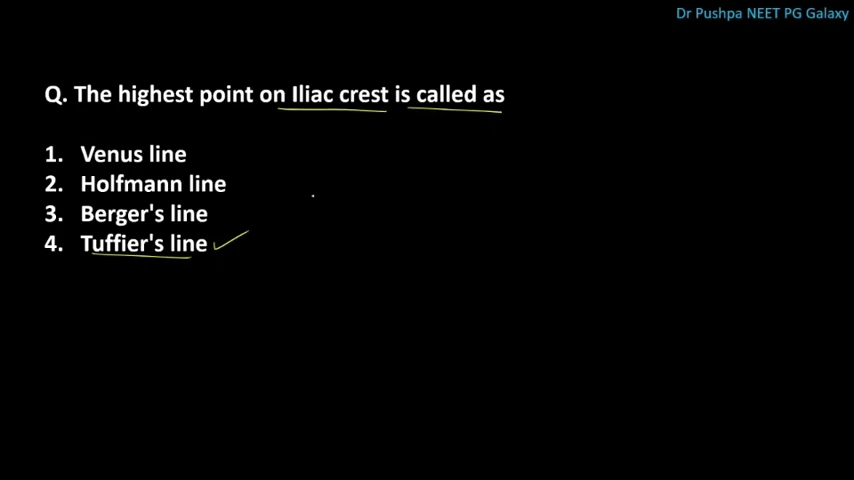 Dr Pushpa NEET PG Galaxy
Q. The highest point on Iliac crest is called as
1. Venus line
2. Holfmann line
3. Berger's line
4. Tuffier's line